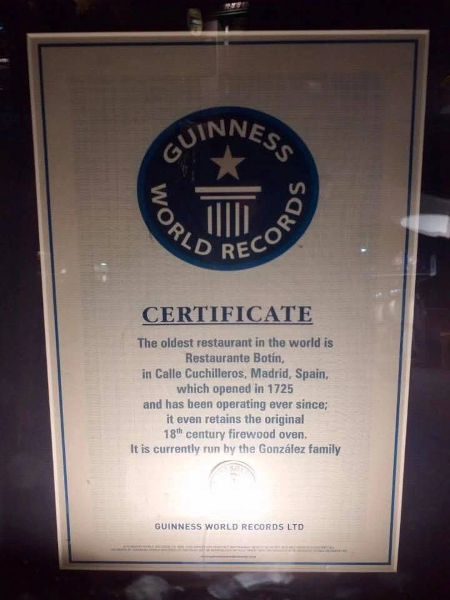 GUINNESS
WORLD RECORDS
CERTIFICATE
The oldest restaurant in the world is
Restaurante Botín,
in Calle Cuchilleros, Madrid, Spain,
which opened in 1725
and has been operating ever since;
it even retains the original
18th century firewood oven.
It is currently run by the González family
GUINNESS WORLD RECORDS LTD